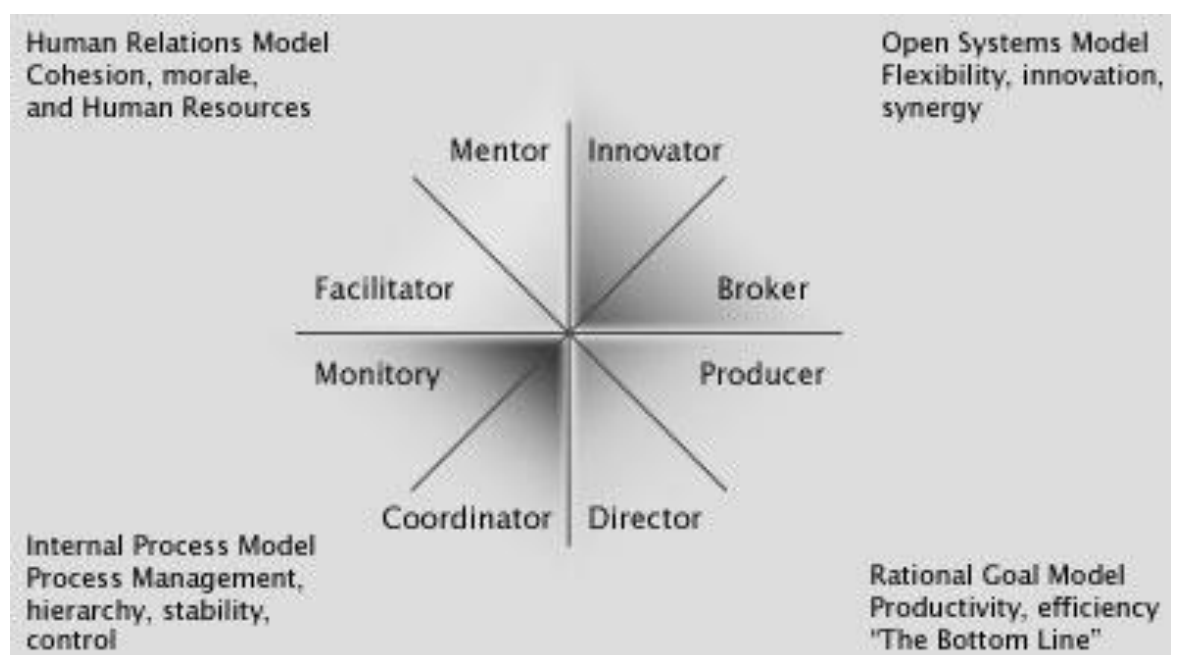 Human Relations Model
Cohesion, morale,
and Human Resources
Open Systems Model
Flexibility, innovation,
synergy
Mentor
Innovator
Facilitator
Broker
Monitory
Producer
Coordinator
Director
Internal Process Model
Process Management,
hierarchy, stability,
control
Rational Goal Model
Productivity, efficiency
"The Bottom Line"